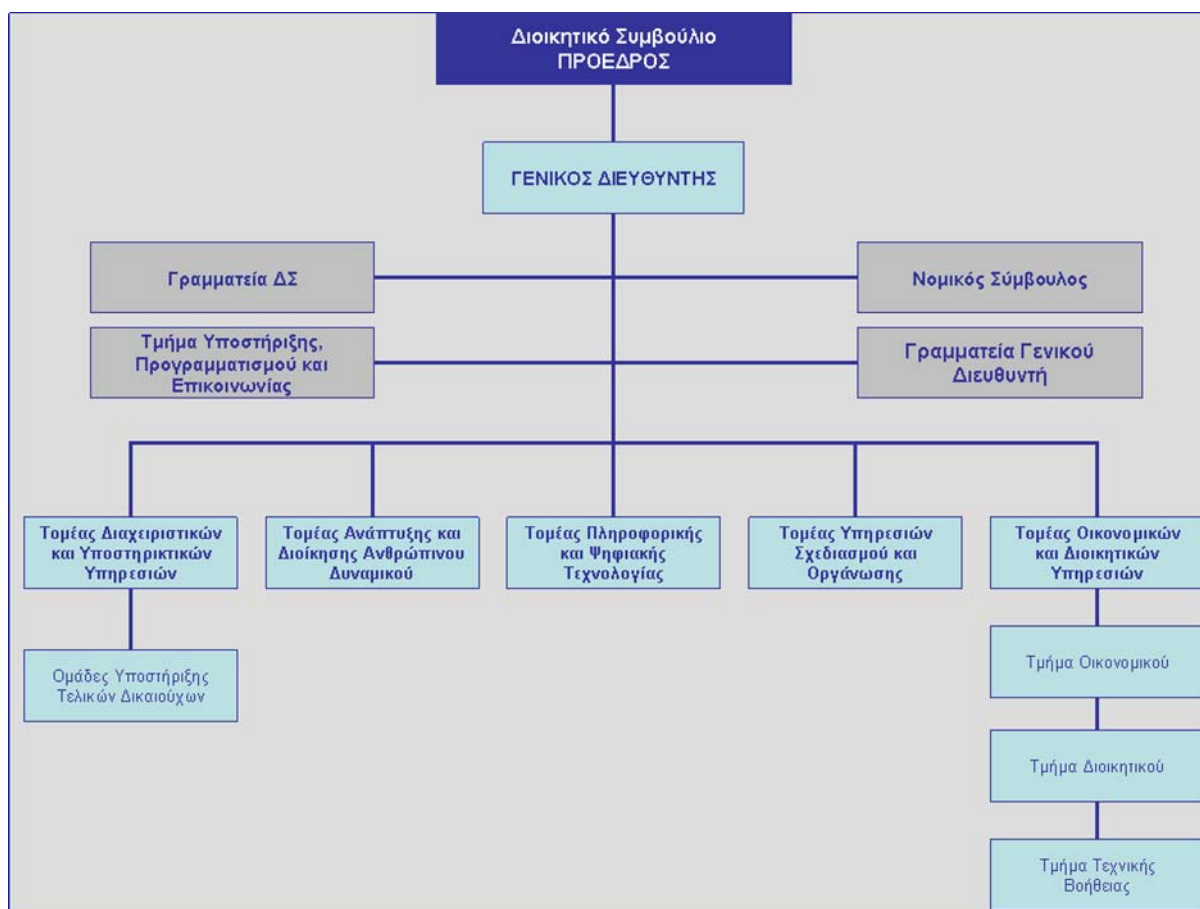 Διοικητικό Συμβούλιο
ΠΡΟΕΔΡΟΣ
ΓΕΝΙΚΟΣ ΔΙΕΥΘΥΝΤΗΣ
Γραμματεία ΔΣ
Νομικός Σύμβουλος
Τμήμα Υποστήριξης,
Προγραμματισμού και
Επικοινωνίας
Γραμματεία Γενικού
Διευθυντή
Τομέας Διαχειριστικών
και Υποστηρικτικών
Υπηρεσιών
Τομέας Ανάπτυξης και
Διοίκησης Ανθρώπινου
Δυναμικού
Τομέας Πληροφορικής
και Ψηφιακής
Τεχνολογίας
Τομέας Υπηρεσιών
Σχεδιασμού και
Οργάνωσης
Τομέας Οικονομικών
και Διοικητικών
Υπηρεσιών
Ομάδες Υποστήριξης
Τελικών Δικαιούχων
Τμήμα Οικονομικού
Τμήμα Διοικητικού
Τμήμα Τεχνικής
Βοήθειας